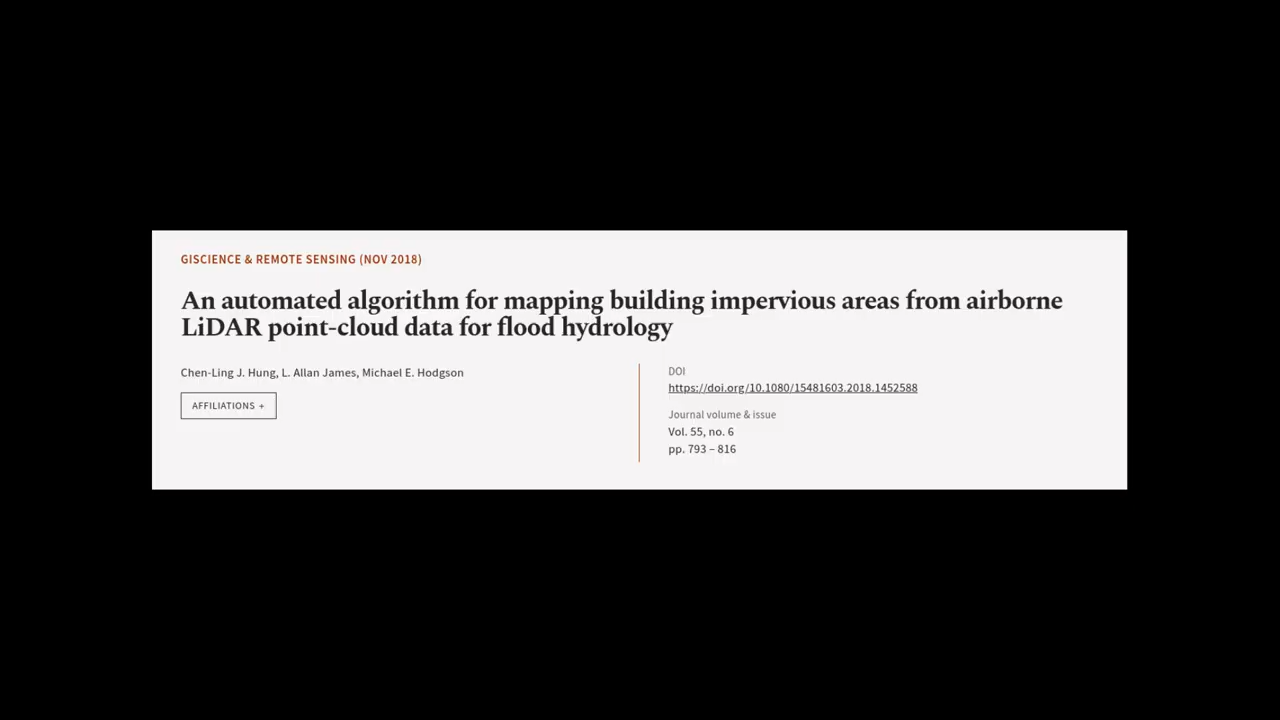 GISCIENCE & REMOTE SENSING (NOV 2018)
An automated algorithm for mapping building impervious areas from airborne
LiDAR point-cloud data for flood hydrology
Chen-Ling J. Hung, L. Allan James, Michael E. Hodgson
AFFILIATIONS +
DOI
https://doi.org/10.1080/15481603.2018.1452588
Journal volume & issue
Vol. 55, no. 6
pp. 793 – 816